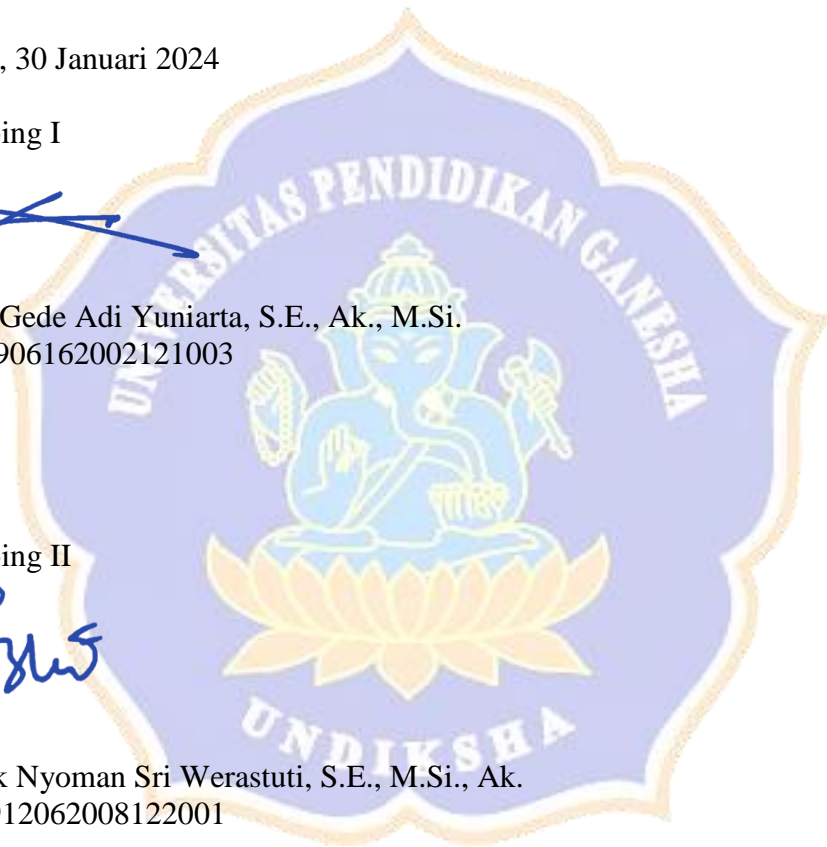 , 30 Januari 2024
ing I
Gede Adi Yuniarta, S.E., Ak., M.Si.
906162002121003
ing II
k Nyoman Sri Werastuti, S.E., M.Si., Ak.
912062008122001
UNIVERSITAS PENDIDIKAN GANESHA
UNDIKSHA